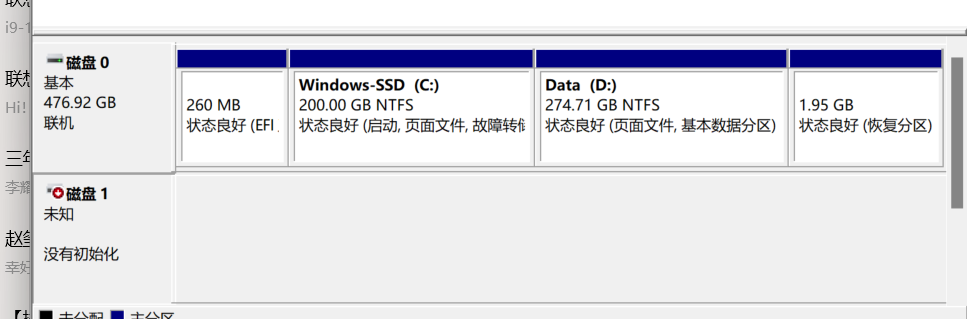 i9-1
联想
Hi!
三年
李耀
幸好
磁盘 0
基本
476.92 GB
联机
260 MB
状态良好 (EFI
Windows-SSD (C:)
200.00 GB NTFS
状态良好 (启动, 页面文件, 故障转储
Data (D:)
274.71 GB NTFS
状态良好 (页面文件, 基本数据分区)
1.95 GB
状态良好 (恢复分区)
磁盘 1
未知
没有初始化
未分配 主分区